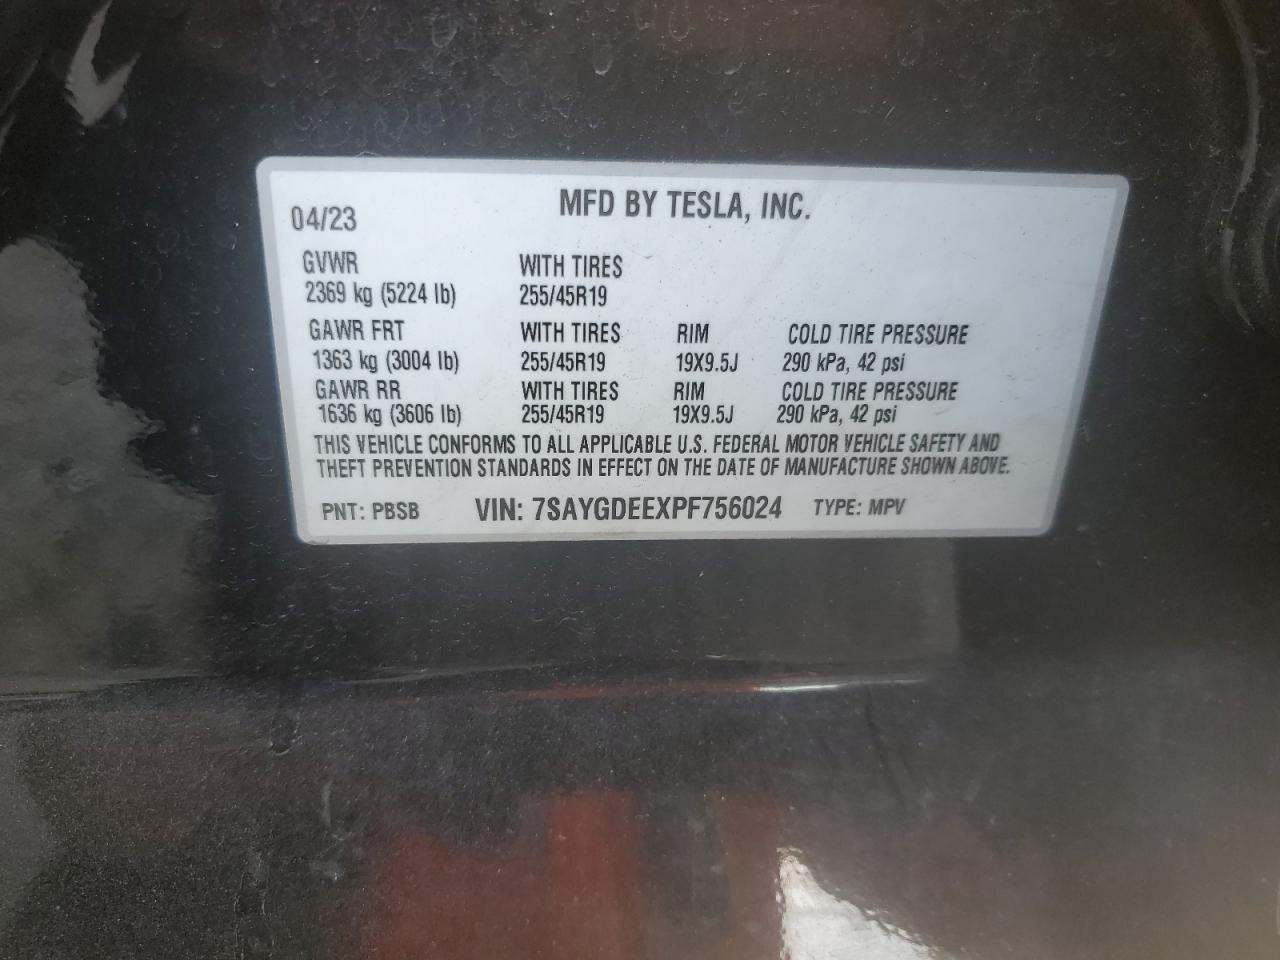 MFD BY TESLA, INC.
04/23
GVWR WITH TIRES
2369 kg (5224 lb) 255/45R19
GAWR FRT WITH TIRES RIM COLD TIRE PRESSURE
1363 kg (3004 lb) 255/45R19 19X9.5J 290 kPa, 42 psi
GAWR RR WITH TIRES RIM COLD TIRE PRESSURE
1636 kg (3606 lb) 255/45R19 19X9.5J 290 kPa, 42 psi
THIS VEHICLE CONFORMS TO ALL APPLICABLE U.S. FEDERAL MOTOR VEHICLE SAFETY AND
THEFT PREVENTION STANDARDS IN EFFECT ON THE DATE OF MANUFACTURE SHOWN ABOVE.
PNT: PBSB VIN: 7SAYGDEEXPF756024 TYPE: MPV